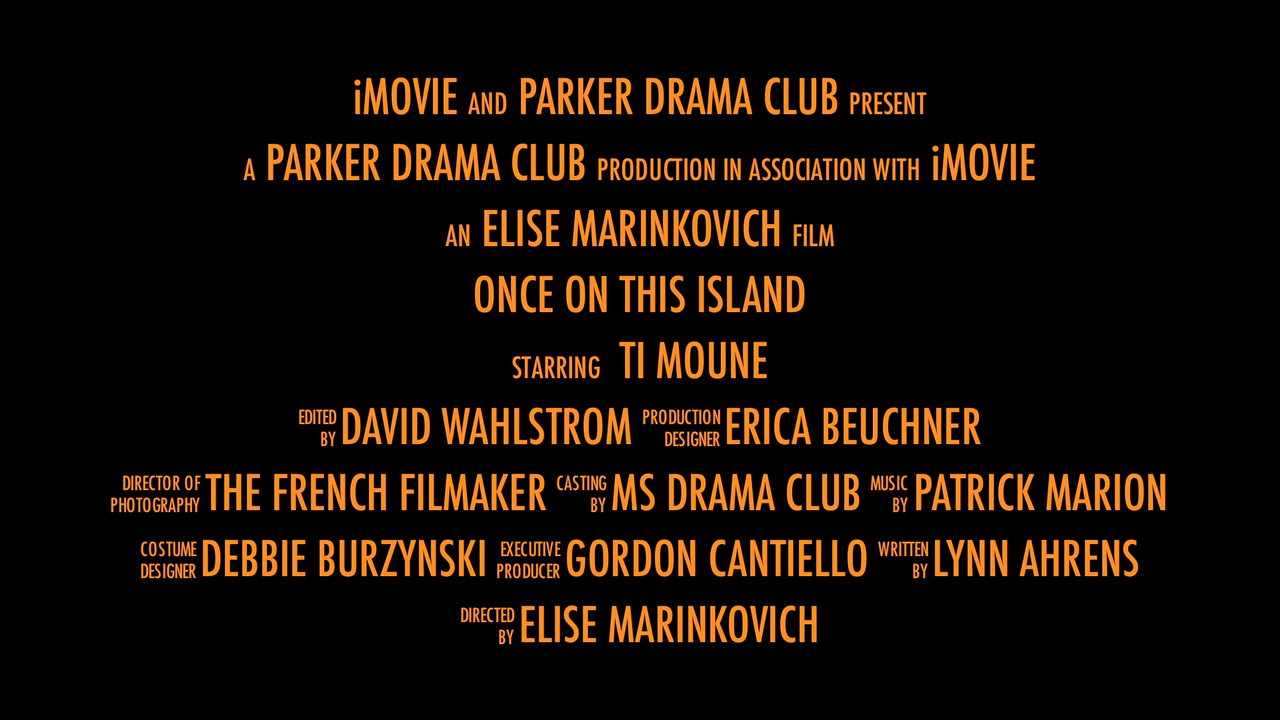 iMOVIE AND PARKER DRAMA CLUB PRESENT
A PARKER DRAMA CLUB PRODUCTION IN ASSOCIATION WITH iMOVIE
AN ELISE MARINKOVICH FILM
ONCE ON THIS ISLAND
STARRING TI MOUNE
EDITED BY DAVID WAHLSTROM PRODUCTION DESIGNER ERICA BEUCHNER
DIRECTOR OF PHOTOGRAPHY THE FRENCH FILMAKER CASTING BY MS DRAMA CLUB MUSIC BY PATRICK MARION
COSTUME DESIGNER DEBBIE BURZYNSKI EXECUTIVE PRODUCER GORDON CANTIELLO WRITTEN BY LYNN AHRENS
DIRECTED BY ELISE MARINKOVICH